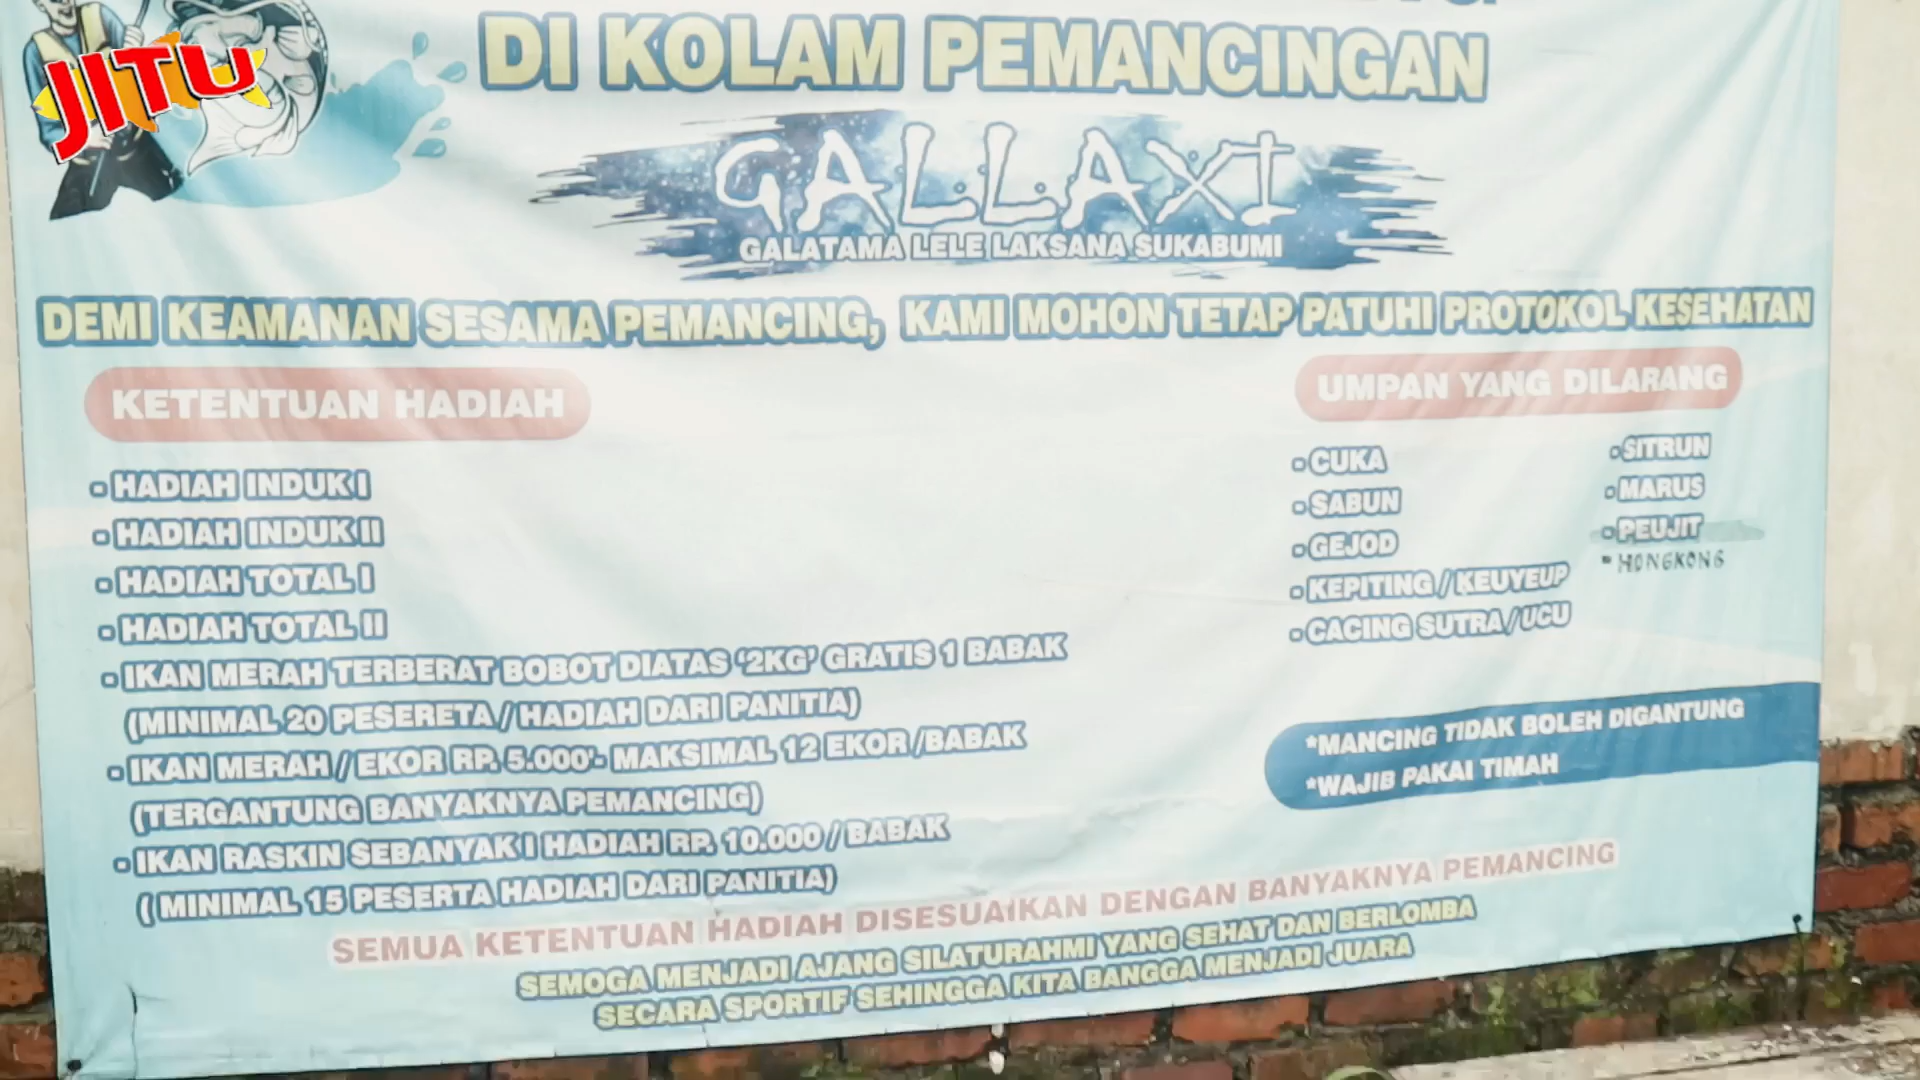 JITU
DI KOLAM PEMANCINGAN
GALLAXI
GALATAMA LELE LAKSANA SUKABUMI
DEMI KEAMANAN SESAMA PEMANCING, KAMI MOHON TETAP PATUHI PROTOKOL KESEHATAN
KETENTUAN HADIAH
- HADIAH INDUK I
- HADIAH INDUK II
- HADIAH TOTAL I
- HADIAH TOTAL II
- IKAN MERAH TERBERAT BOBOT DIATAS '2KG' GRATIS 1 BABAK
(MINIMAL 20 PESERETA / HADIAH DARI PANITIA)
- IKAN MERAH / EKOR RP. 5.000'- MAKSIMAL 12 EKOR /BABAK
(TERGANTUNG BANYAKNYA PEMANCING)
- IKAN RASKIN SEBANYAK I HADIAH RP. 10.000 / BABAK
( MINIMAL 15 PESERTA HADIAH DARI PANITIA)
UMPAN YANG DILARANG
- CUKA
- SABUN
- GEJOD
- KEPITING / KEUYEUP
- CACING SUTRA / UCU
- SITRUN
- MARUS
- PEUJIT
- HONGKONG
*MANCING TIDAK BOLEH DIGANTUNG
*WAJIB PAKAI TIMAH
SEMUA KETENTUAN HADIAH DISESUAIKAN DENGAN BANYAKNYA PEMANCING
SEMOGA MENJADI AJANG SILATURAHMI YANG SEHAT DAN BERLOMBA
SECARA SPORTIF SEHINGGA KITA BANGGA MENJADI JUARA